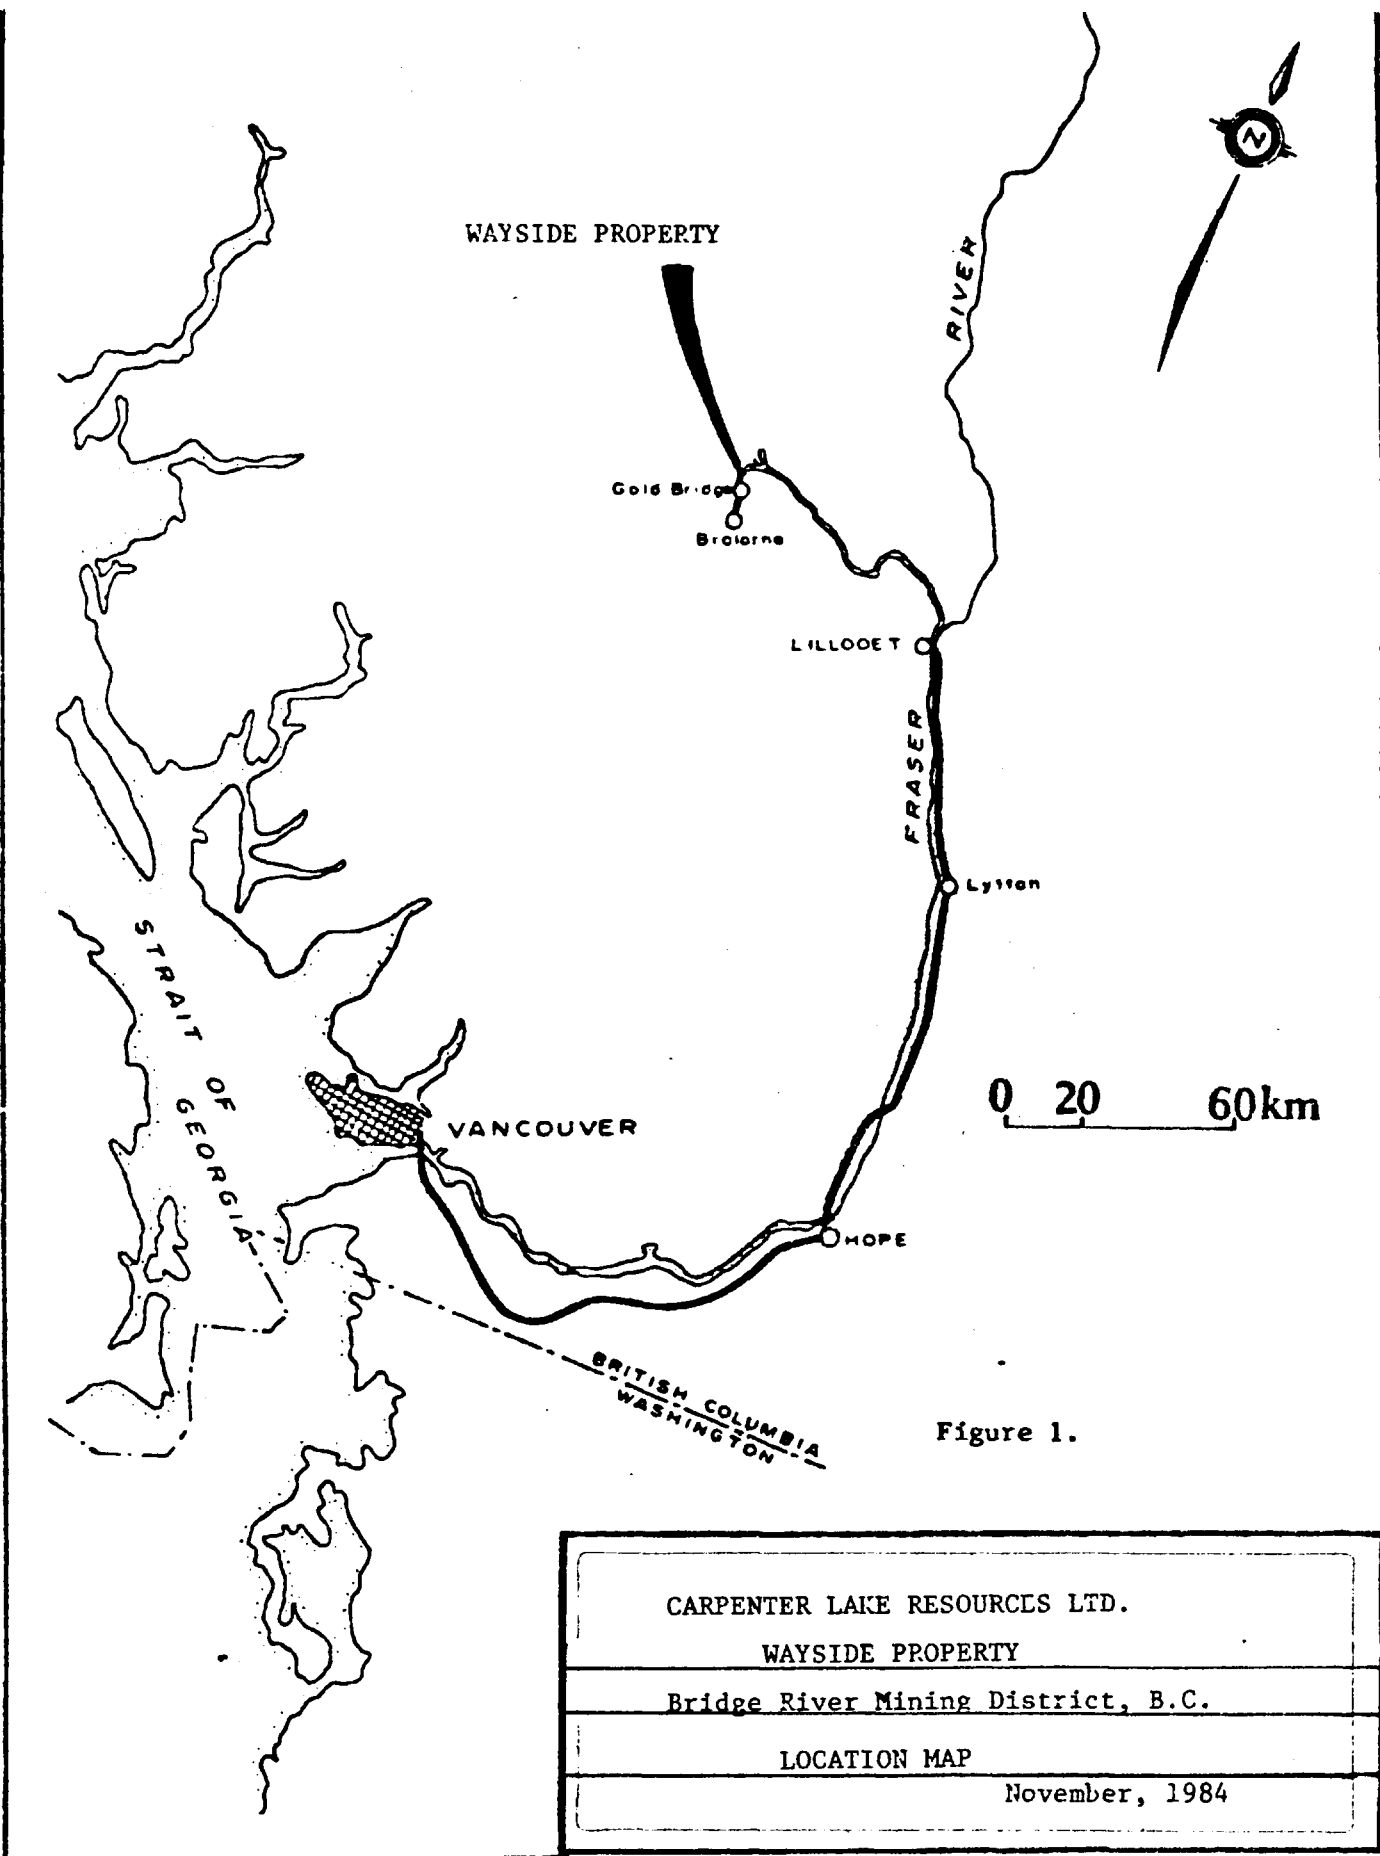 N
WAYSIDE PROPERTY
RIVER
Gold Bridge
Bralorne
LILLOOET
FRASER
Lytton
STRAIT OF GEORGIA
0 20 60km
VANCOUVER
HOPE
BRITISH COLUMBIA
WASHINGTON
Figure 1.
CARPENTER LAKE RESOURCES LTD.
WAYSIDE PROPERTY
Bridge River Mining District, B.C.
LOCATION MAP
November, 1984